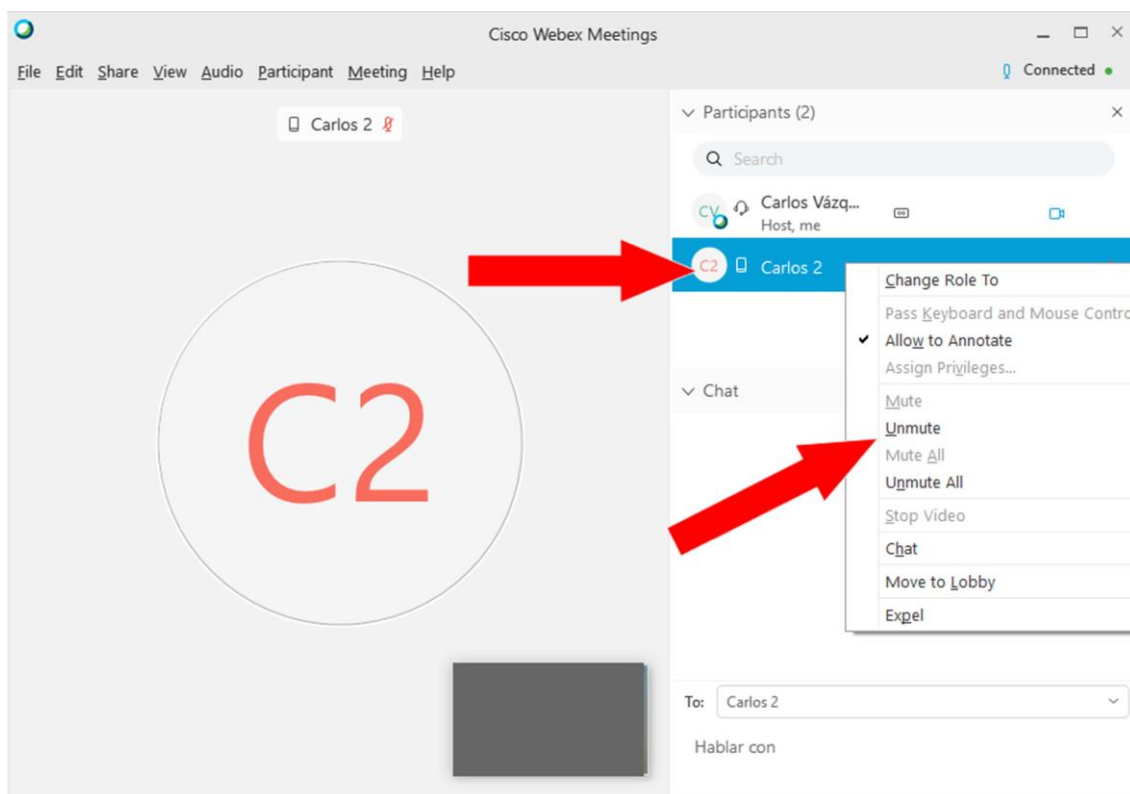 Cisco Webex Meetings
File Edit Share View Audio Participant Meeting Help
Connected
Carlos 2
Participants (2)
Search
CV
Carlos Vázq...
Host, me
C2
Carlos 2
C2
Change Role To
Pass Keyboard and Mouse Contro
Allow to Annotate
Assign Privileges...
Chat
Mute
Unmute
Mute All
Unmute All
Stop Video
Chat
Move to Lobby
Expel
To: Carlos 2
Hablar con